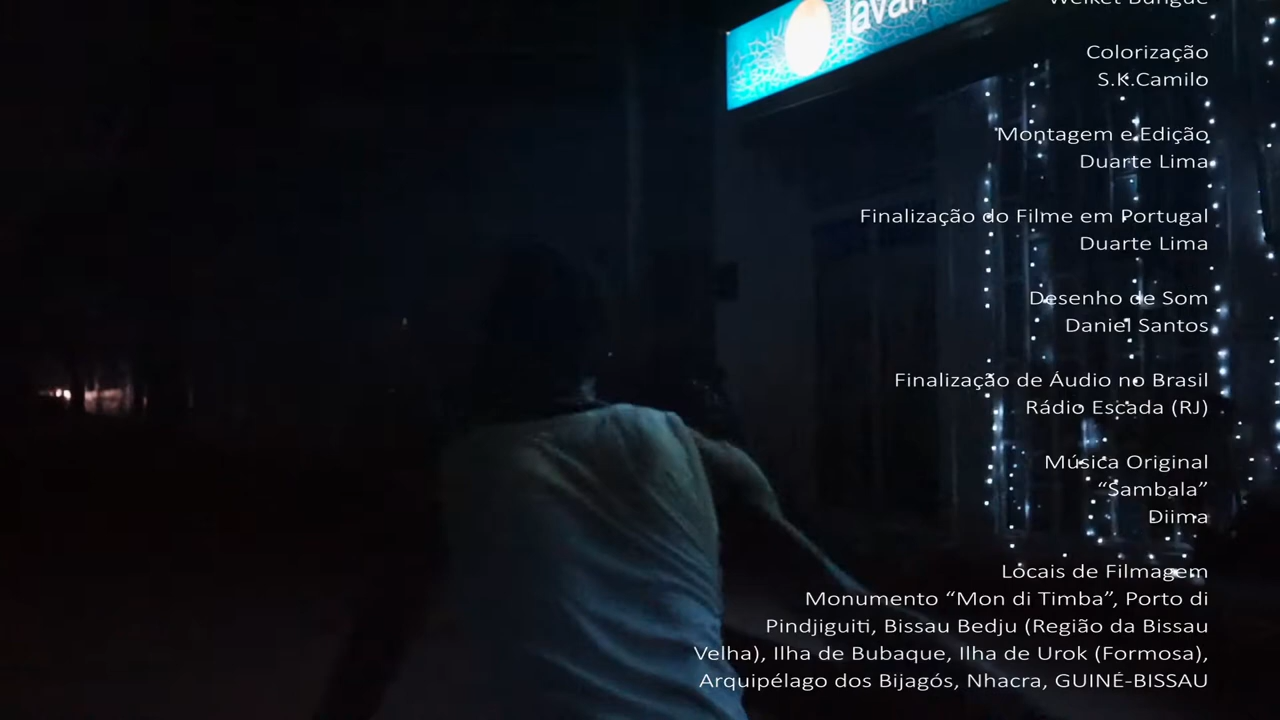 lavan
Welket Bungué
Colorização
S.K.Camilo
Montagem e Edição
Duarte Lima
Finalização do Filme em Portugal
Duarte Lima
Desenho de Som
Daniel Santos
Finalização de Áudio no Brasil
Rádio Escada (RJ)
Música Original
“Sambala”
Diima
Locais de Filmagem
Monumento “Mon di Timba”, Porto di
Pindjiguiti, Bissau Bedju (Região da Bissau
Velha), Ilha de Bubaque, Ilha de Urok (Formosa),
Arquipélago dos Bijagós, Nhacra, GUINÉ-BISSAU